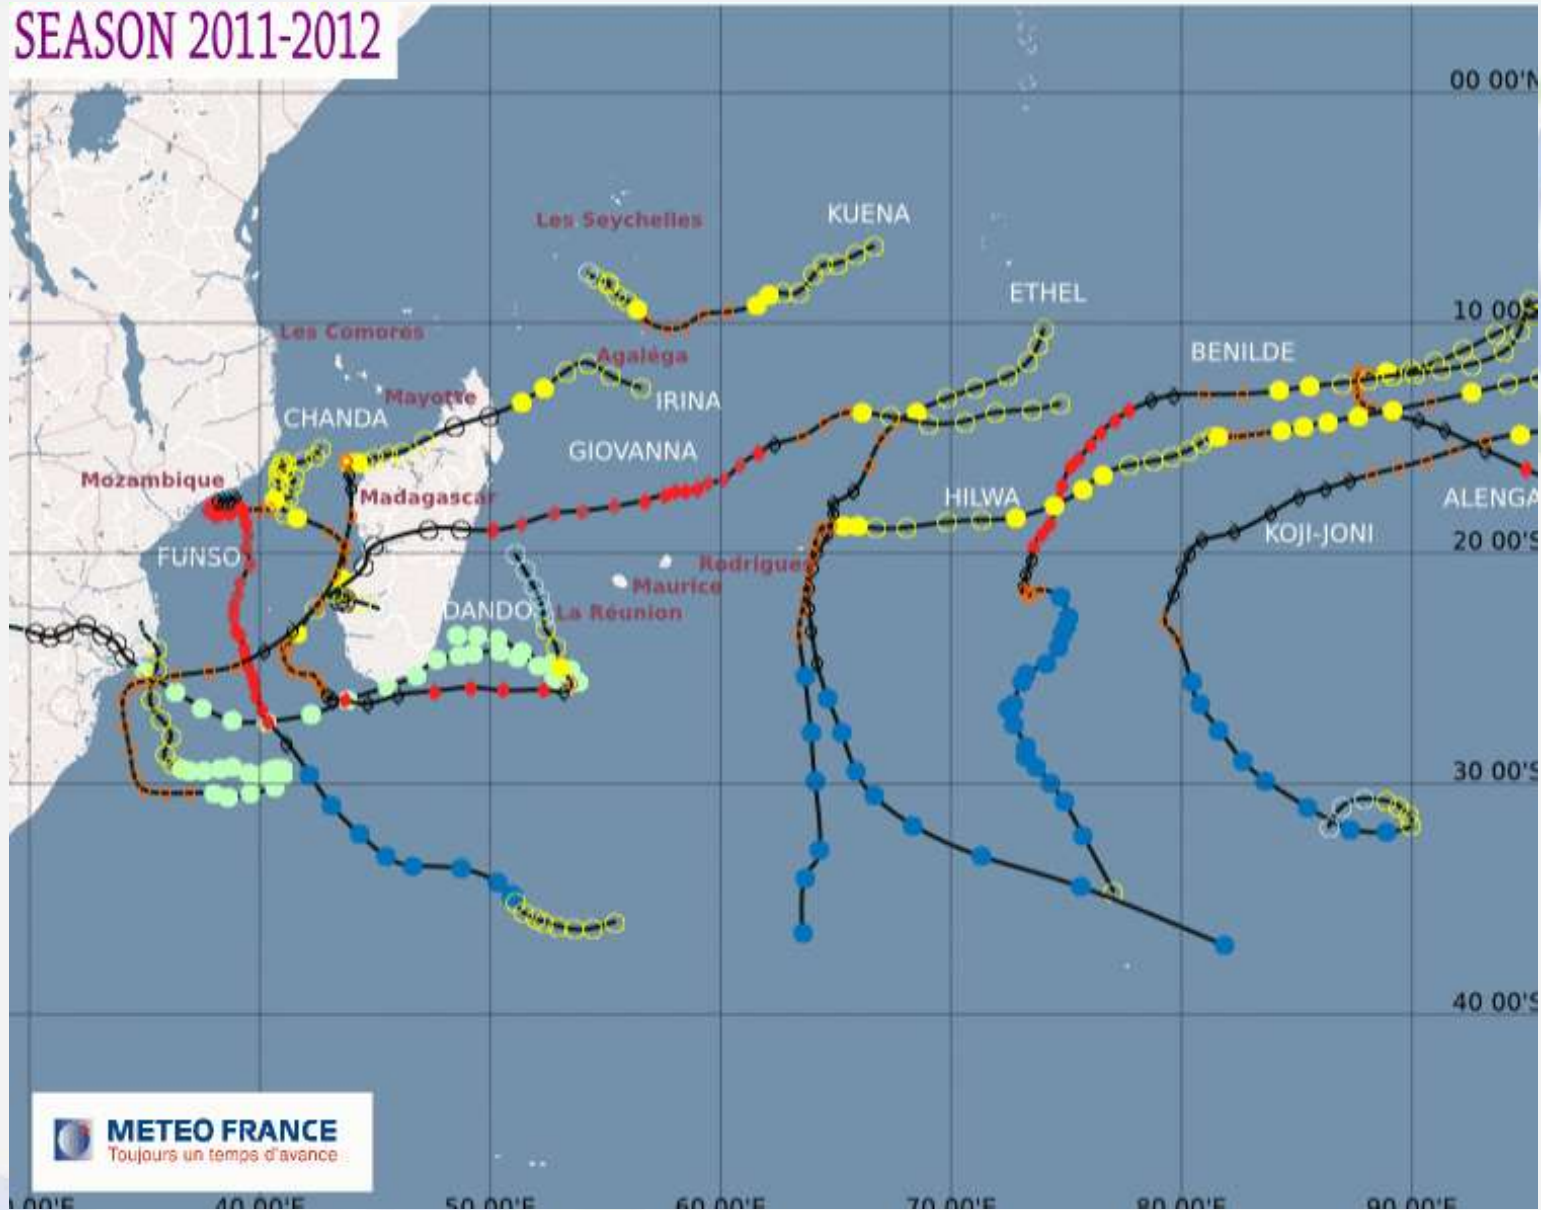 SEASON 2011-2012
00 00'N
KUENA
Les Seychelles
ETHEL
10 00'S
Les Comores
BENILDE
Agaléga
Mayotte
IRINA
CHANDA
GIOVANNA
Mozambique
Madagascar
HILWA
ALENGA
KOJI-JONI
FUNSO
20 00'S
Rodrigues
Maurice
DANDO
La Réunion
30 00'S
40 00'S
METEO FRANCE
Toujours un temps d'avance
00'E
40 00'E
50 00'E
60 00'E
70 00'E
80 00'E
90 00'E